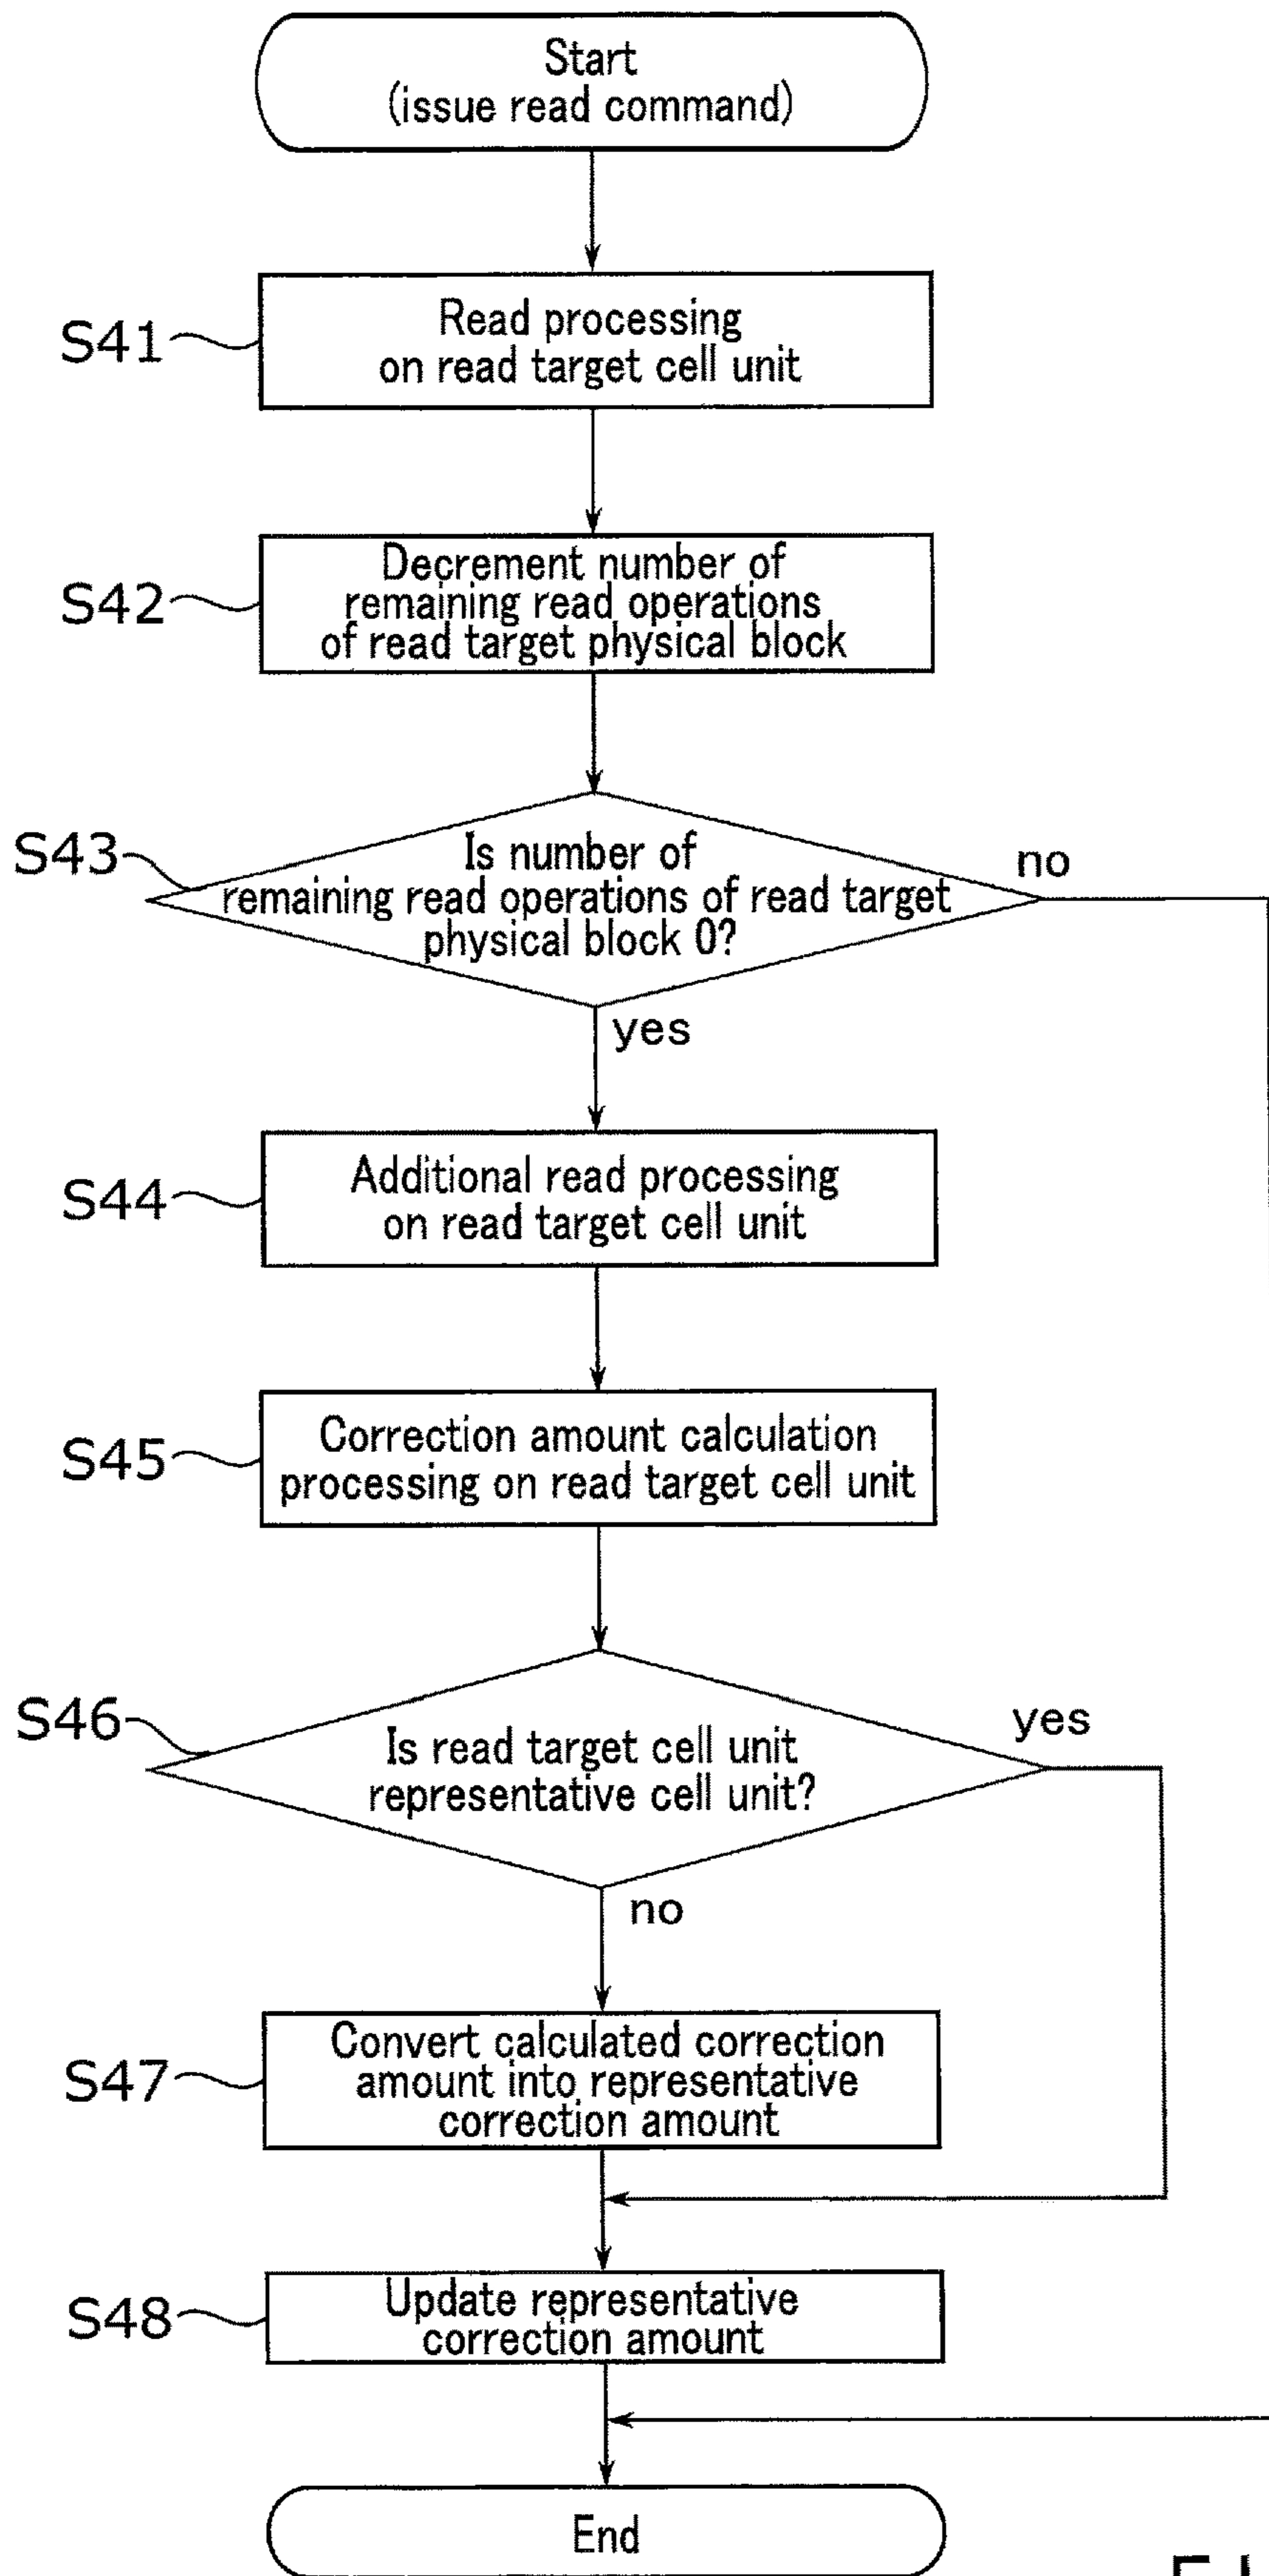 Start
(issue read command)
S41
Read processing
on read target cell unit
S42
Decrement number of
remaining read operations
of read target physical block
S43
Is number of
remaining read operations of read target
physical block 0?
no
yes
S44
Additional read processing
on read target cell unit
S45
Correction amount calculation
processing on read target cell unit
S46
Is read target cell unit
representative cell unit?
yes
no
S47
Convert calculated correction
amount into representative
correction amount
S48
Update representative
correction amount
End